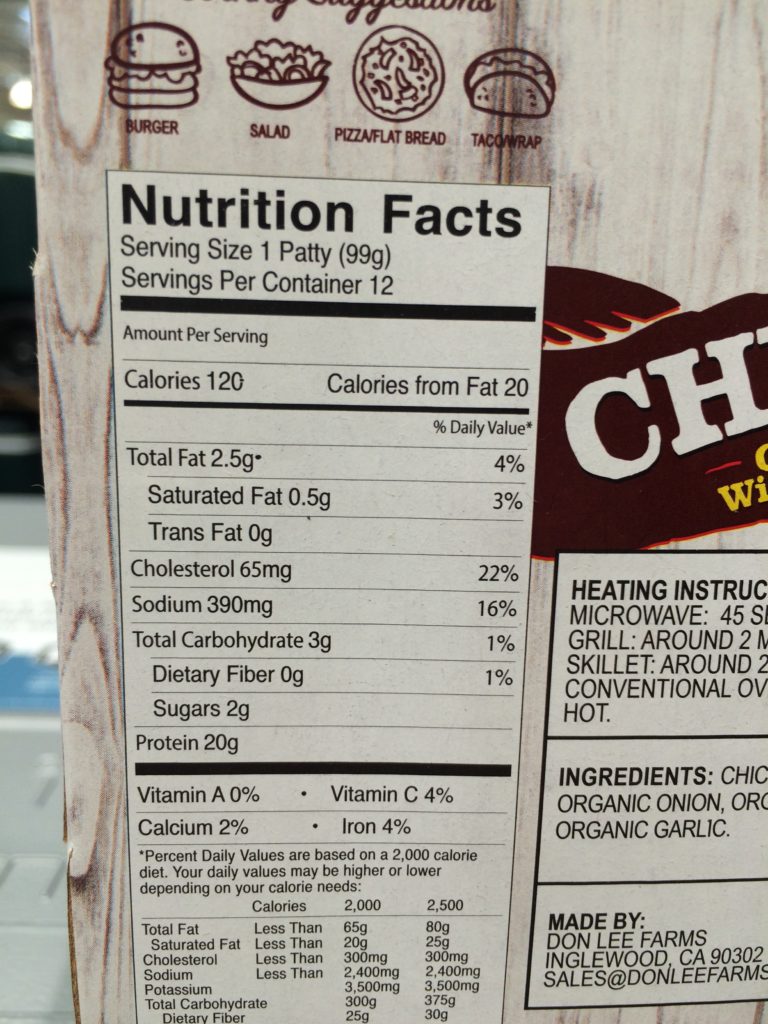 Serving Suggestions
BURGER
SALAD
PIZZA/FLAT BREAD
TACO/WRAP
Nutrition Facts
Serving Size 1 Patty (99g)
Servings Per Container 12
Amount Per Serving
Calories 120 Calories from Fat 20
% Daily Value*
Total Fat 2.5g• 4%
Saturated Fat 0.5g 3%
Trans Fat 0g
Cholesterol 65mg 22%
Sodium 390mg 16%
Total Carbohydrate 3g 1%
Dietary Fiber 0g 1%
Sugars 2g
Protein 20g
Vitamin A 0% • Vitamin C 4%
Calcium 2% • Iron 4%
*Percent Daily Values are based on a 2,000 calorie
diet. Your daily values may be higher or lower
depending on your calorie needs:
Calories 2,000 2,500
Total Fat Less Than 65g 80g
Saturated Fat Less Than 20g 25g
Cholesterol Less Than 300mg 300mg
Sodium Less Than 2,400mg 2,400mg
Potassium 3,500mg 3,500mg
Total Carbohydrate 300g 375g
Dietary Fiber 25g 30g
CH
Wi
HEATING INSTRUC
MICROWAVE: 45 SE
GRILL: AROUND 2 M
SKILLET: AROUND 2
CONVENTIONAL OV
HOT.
INGREDIENTS: CHIC
ORGANIC ONION, ORG
ORGANIC GARLIC.
MADE BY:
DON LEE FARMS
INGLEWOOD, CA 90302
SALES@DONLEEFARMS